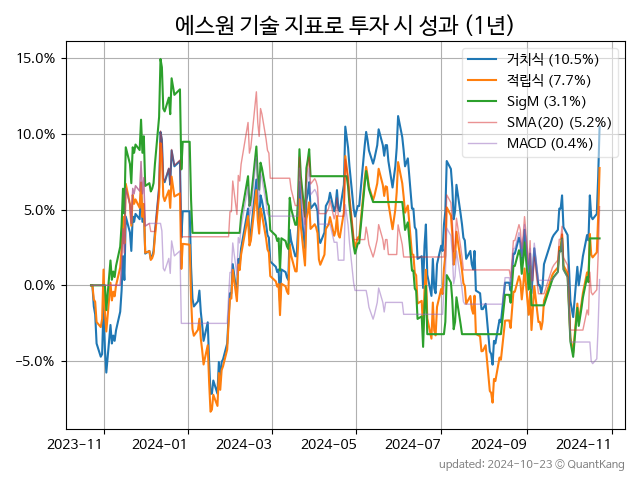 에스원 기술 지표로 투자 시 성과 (1년)
거치식 (10.5%)
적립식 (7.7%)
SigM (3.1%)
SMA(20) (5.2%)
MACD (0.4%)
15.0%
10.0%
5.0%
0.0%
−5.0%
2023-11 2024-01 2024-03 2024-05 2024-07 2024-09 2024-11
updated: 2024-10-23 © QuantKang